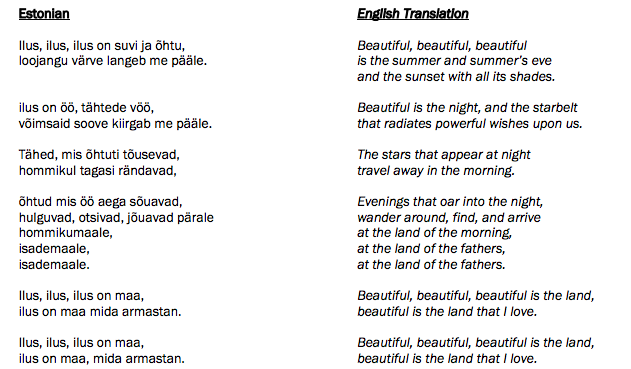 Estonian
Ilus, ilus, ilus on suvi ja õhtu,
loojangu värve langeb me pääle.
ilus on öö, tähtede vöö,
võimsaid soove kiirgab me pääle.
Tähed, mis õhtuti tõusevad,
hommikul tagasi rändavad,
õhtud mis öö aega sõuavad,
hulguvad, otsivad, jõuavad pärale
hommikumaale,
isademaale,
isademaale.
Ilus, ilus, ilus on maa,
ilus on maa mida armastan.
Ilus, ilus, ilus on maa,
ilus on maa, mida armastan.
English Translation
Beautiful, beautiful, beautiful
is the summer and summer's eve
and the sunset with all its shades.
Beautiful is the night, and the starbelt
that radiates powerful wishes upon us.
The stars that appear at night
travel away in the morning.
Evenings that oar into the night,
wander around, find, and arrive
at the land of the morning,
at the land of the fathers,
at the land of the fathers.
Beautiful, beautiful, beautiful is the land,
beautiful is the land that I love.
Beautiful, beautiful, beautiful is the land,
beautiful is the land that I love.